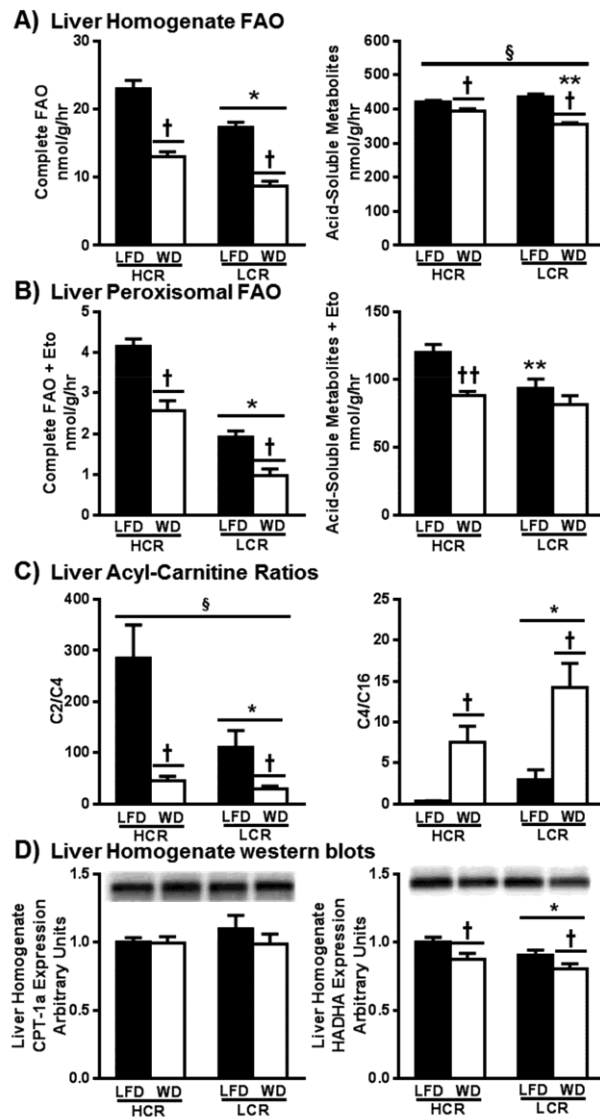 A) Liver Homogenate FAO
Complete FAO
nmol/g/hr
30
20
10
0
†
*
†
LFD WD LFD WD
HCR LCR
Acid-Soluble Metabolites
nmol/g/hr
600
500
400
300
200
100
0
§
†
**
†
LFD WD LFD WD
HCR LCR
B) Liver Peroxisomal FAO
Complete FAO + Eto
nmol/g/hr
5
4
3
2
1
0
†
*
†
LFD WD LFD WD
HCR LCR
Acid-Soluble Metabolites + Eto
nmol/g/hr
150
100
50
0
††
**
LFD WD LFD WD
HCR LCR
C) Liver Acyl-Carnitine Ratios
C2/C4
400
300
200
100
0
§
†
*
†
LFD WD LFD WD
HCR LCR
C4/C16
25
20
15
10
5
0
†
*
†
LFD WD LFD WD
HCR LCR
D) Liver Homogenate western blots
Liver Homogenate
CPT-1a Expression
Arbitrary Units
1.5
1.0
0.5
0.0
LFD WD LFD WD
HCR LCR
Liver Homogenate
HADHA Expression
Arbitrary Units
1.5
1.0
0.5
0.0
†
*
†
LFD WD LFD WD
HCR LCR